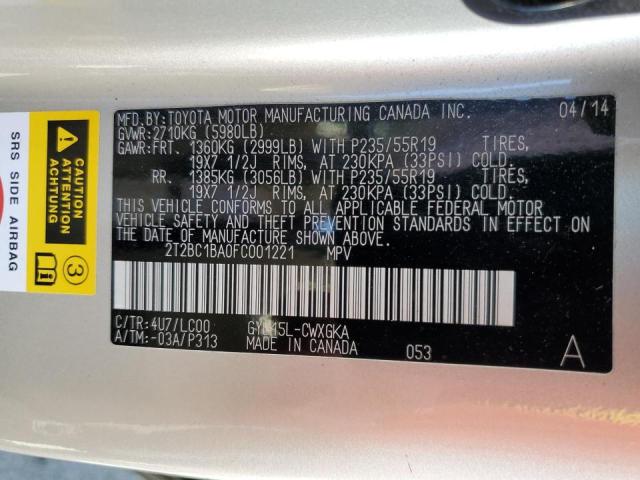 MFD.BY:TOYOTA MOTOR MANUFACTURING CANADA INC. 04/14
GVWR:2710KG (5980LB)
GAWR:FRT. 1360KG (2999LB) WITH P235/55R19 TIRES,
19X7 1/2J RIMS, AT 230KPA (33PSI) COLD.
RR. 1385KG (3056LB) WITH P235/55R19 TIRES,
19X7 1/2J RIMS, AT 230KPA (33PSI) COLD.
THIS VEHICLE CONFORMS TO ALL APPLICABLE FEDERAL MOTOR
VEHICLE SAFETY AND THEFT PREVENTION STANDARDS IN EFFECT ON
THE DATE OF MANUFACTURE SHOWN ABOVE.
2T2BC1BA0FC001221 MPV
C/TR:4U7/LC00
A/TM:-03A/P313 MADE IN CANADA 053 A
SRS SIDE AIRBAG
CAUTION
ATTENTION
ACHTUNG
3